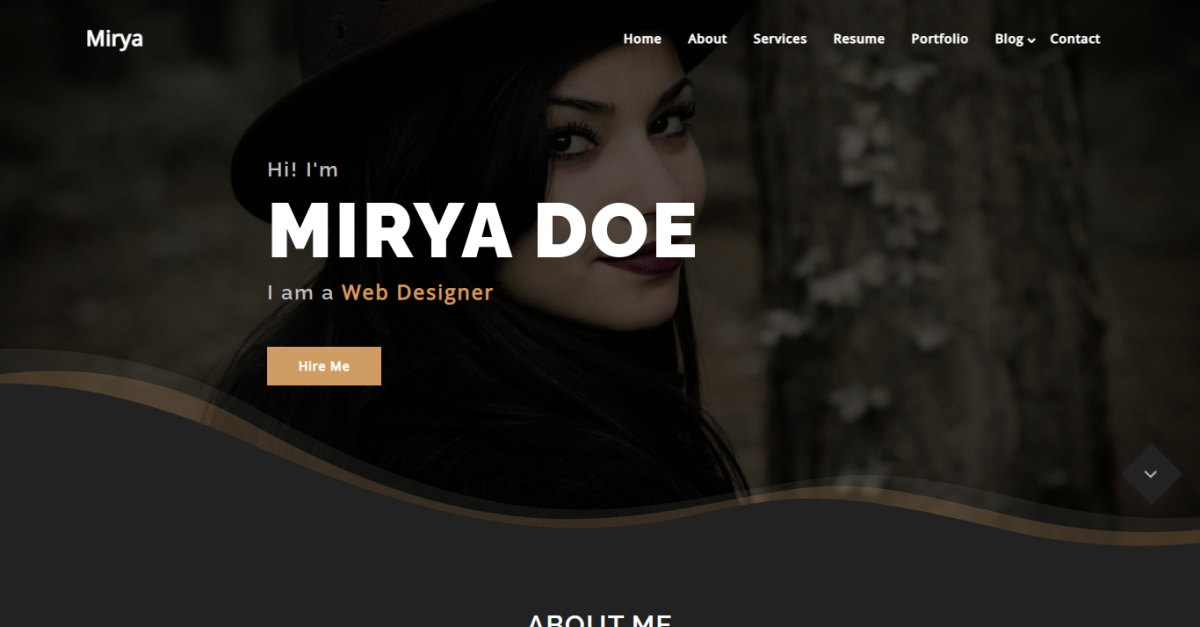 Mirya
Home About Services Resume Portfolio Blog Contact
Hi! I'm
MIRYA DOE
I am a Web Designer
Hire Me
ABOUT ME